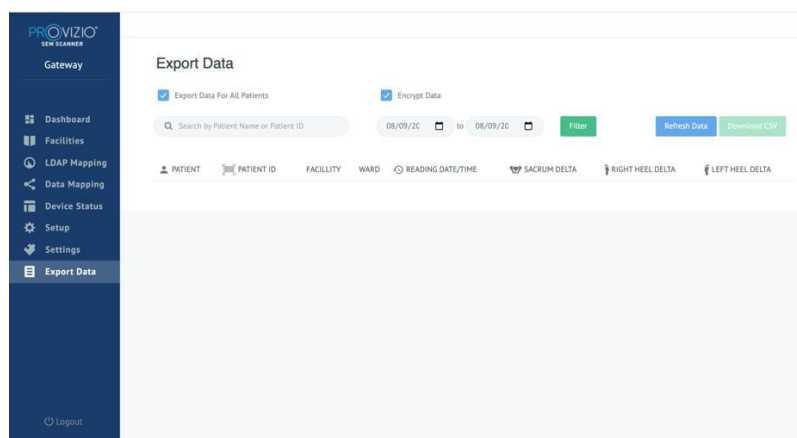 PROVIZIO®
SEM SCANNER
Gateway
Dashboard
Facilities
LDAP Mapping
Data Mapping
Device Status
Setup
Settings
Export Data
Logout
Export Data
Export Data For All Patients
Encrypt Data
Search by Patient Name or Patient ID
08/09/20 to 08/09/20
Filter
Refresh Data
Download CSV
PATIENT PATIENT ID FACILLITY WARD READING DATE/TIME SACRUM DELTA RIGHT HEEL DELTA LEFT HEEL DELTA